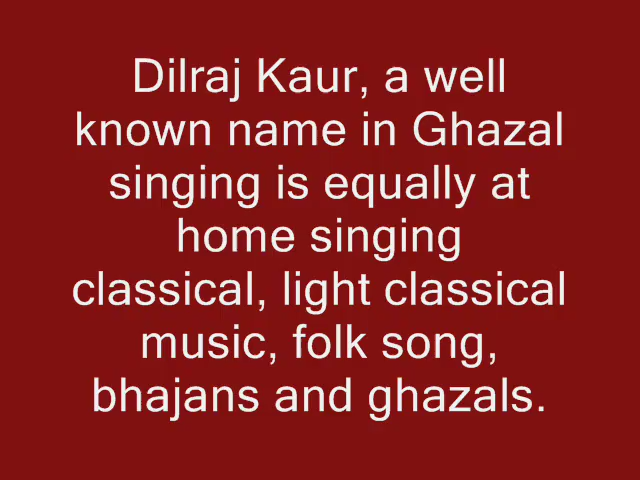 Dilraj Kaur, a well
known name in Ghazal
singing is equally at
home singing
classical, light classical
music, folk song,
bhajans and ghazals.